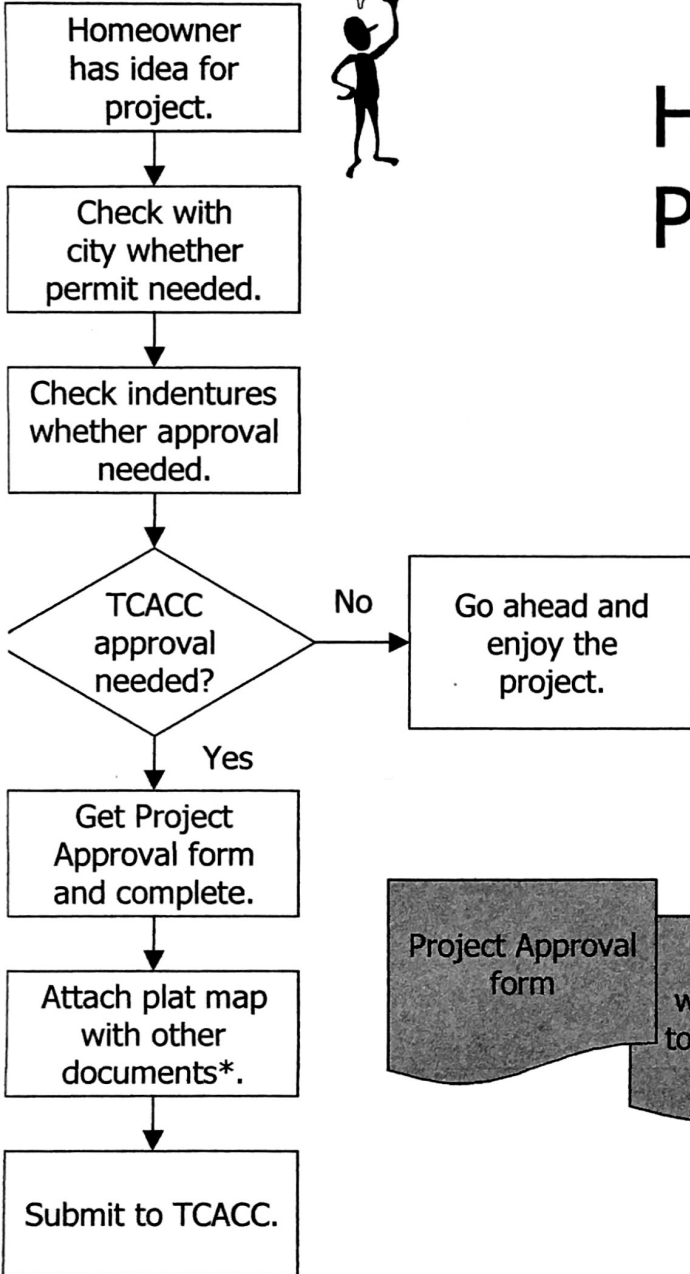 Homeowner
has idea for
project.
Check with
city whether
permit needed.
Check indentures
whether approval
needed.
TCACC
approval
needed?
No
Go ahead and
enjoy the
project.
Yes
Get Project
Approval form
and complete.
Attach plat map
with other
documents*.
Submit to TCACC.
Project Approval
form